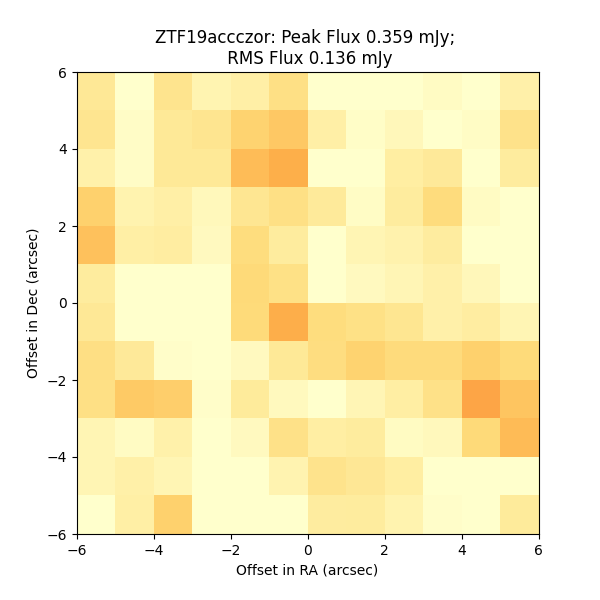 ZTF19accczor: Peak Flux 0.359 mJy;
RMS Flux 0.136 mJy
6
4
2
0
−2
−4
−6
Offset in Dec (arcsec)
−6 −4 −2 0 2 4 6
Offset in RA (arcsec)